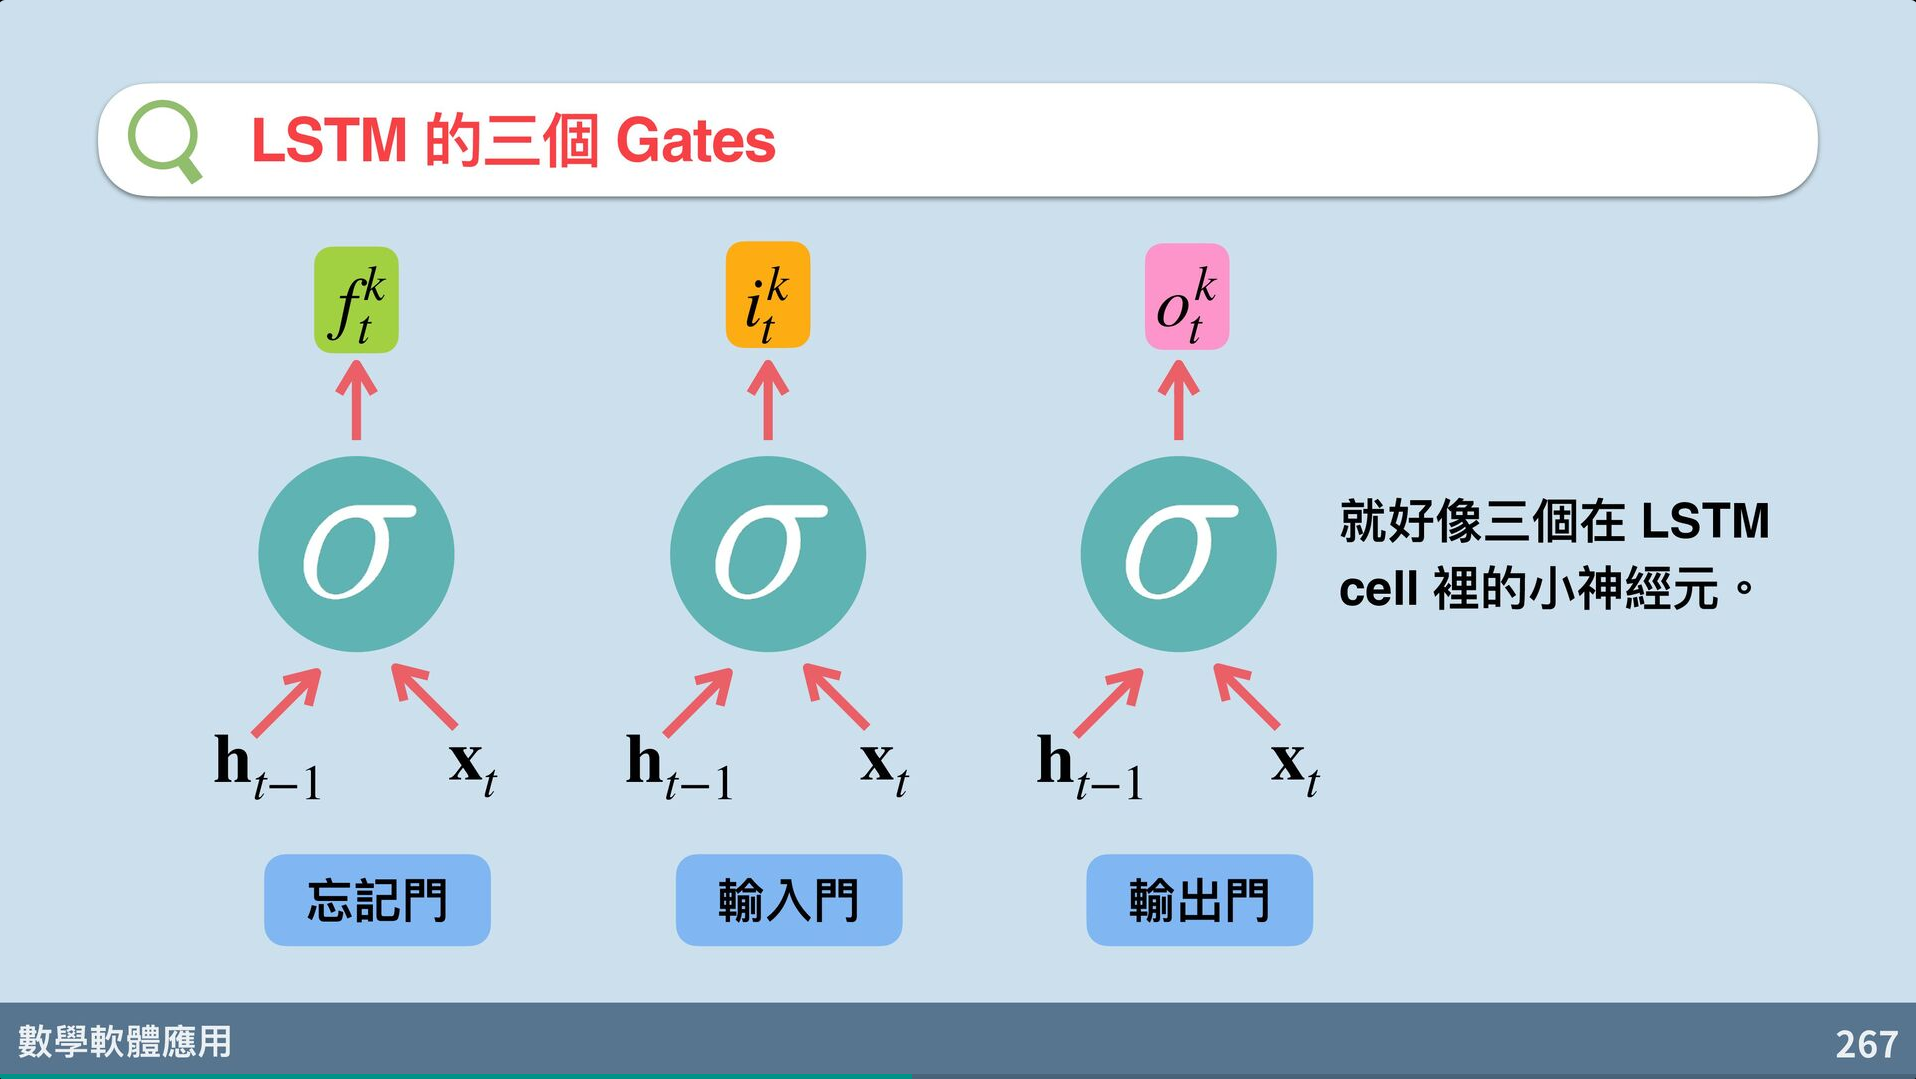 LSTM 的三個 Gates
f_t^k
i_t^k
o_t^k
σ
σ
σ
就好像三個在 LSTM
cell 裡的小神經元。
h_{t−1} x_t
h_{t−1} x_t
h_{t−1} x_t
忘記門
輸入門
輸出門
數學軟體應用
267